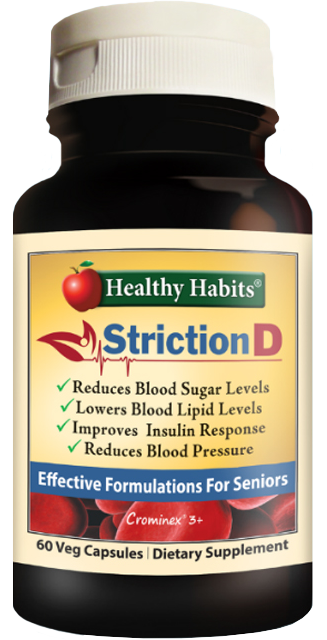 Healthy Habits®
Striction D
Reduces Blood Sugar Levels
Lowers Blood Lipid Levels
Improves Insulin Response
Reduces Blood Pressure
Effective Formulations For Seniors
Crominex® 3+
60 Veg Capsules | Dietary Supplement